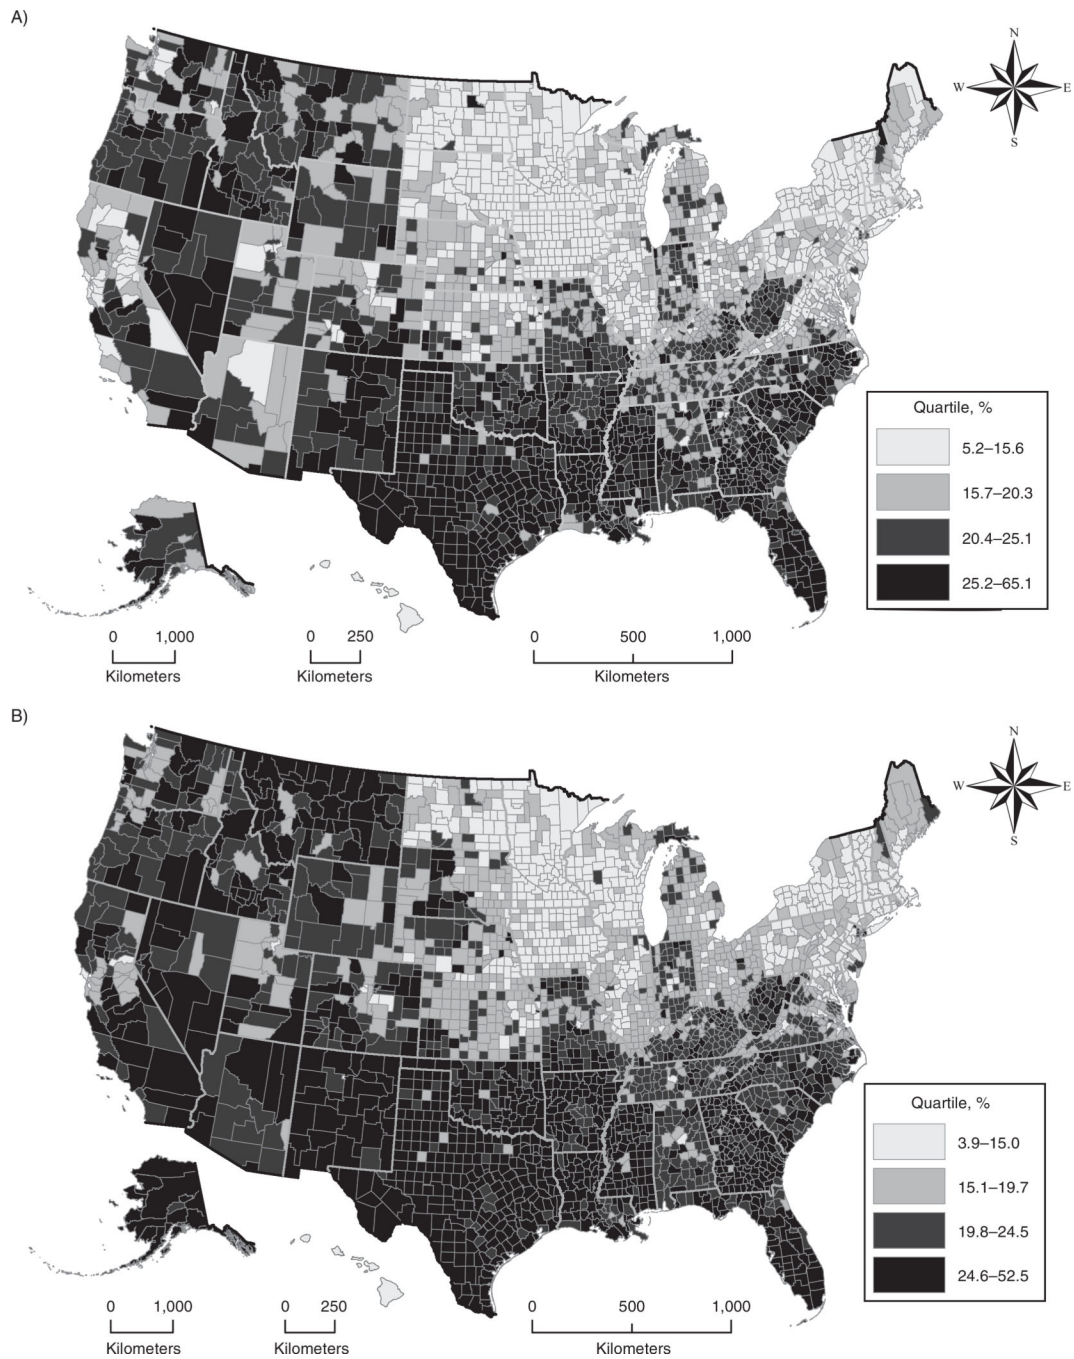 A)
N
W E
S
Quartile, %
5.2–15.6
15.7–20.3
20.4–25.1
25.2–65.1
0 1,000
Kilometers
0 250
Kilometers
0 500 1,000
Kilometers
B)
N
W E
S
Quartile, %
3.9–15.0
15.1–19.7
19.8–24.5
24.6–52.5
0 1,000
Kilometers
0 250
Kilometers
0 500 1,000
Kilometers